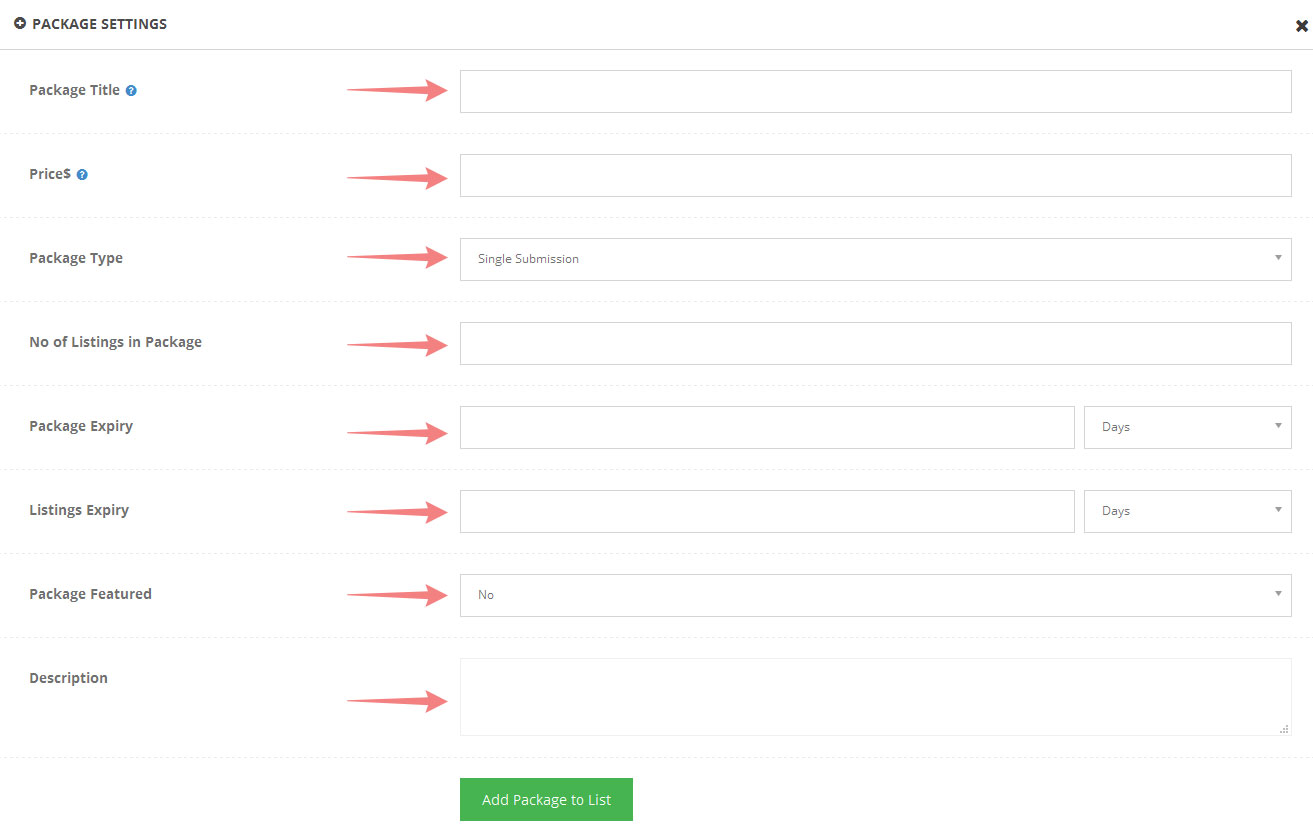 PACKAGE SETTINGS
Package Title
Price$
Package Type
Single Submission
No of Listings in Package
Package Expiry
Days
Listings Expiry
Days
Package Featured
No
Description
Add Package to List